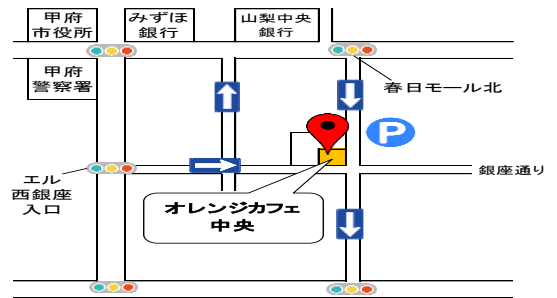 甲府
市役所
みずほ
銀行
山梨中央
銀行
甲府
警察署
春日モール北
P
エル
西銀座
入口
銀座通り
オレンジカフェ
中央